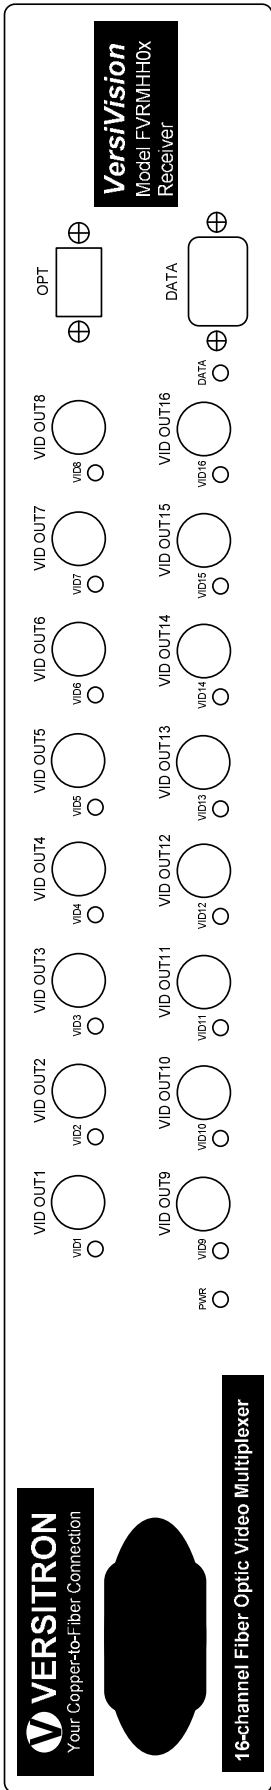 VERSITRON
Your Copper-to-Fiber Connection
16-channel Fiber Optic Video Multiplexer
VID OUT1
VID OUT2
VID OUT3
VID OUT4
VID OUT5
VID OUT6
VID OUT7
VID OUT8
OPT
VID1
VID2
VID3
VID4
VID5
VID6
VID7
VID8
VID OUT9
VID OUT10
VID OUT11
VID OUT12
VID OUT13
VID OUT14
VID OUT15
VID OUT16
DATA
PWR
VID9
VID10
VID11
VID12
VID13
VID14
VID15
VID16
DATA
VersiVision
Model FVRMHH0x
Receiver